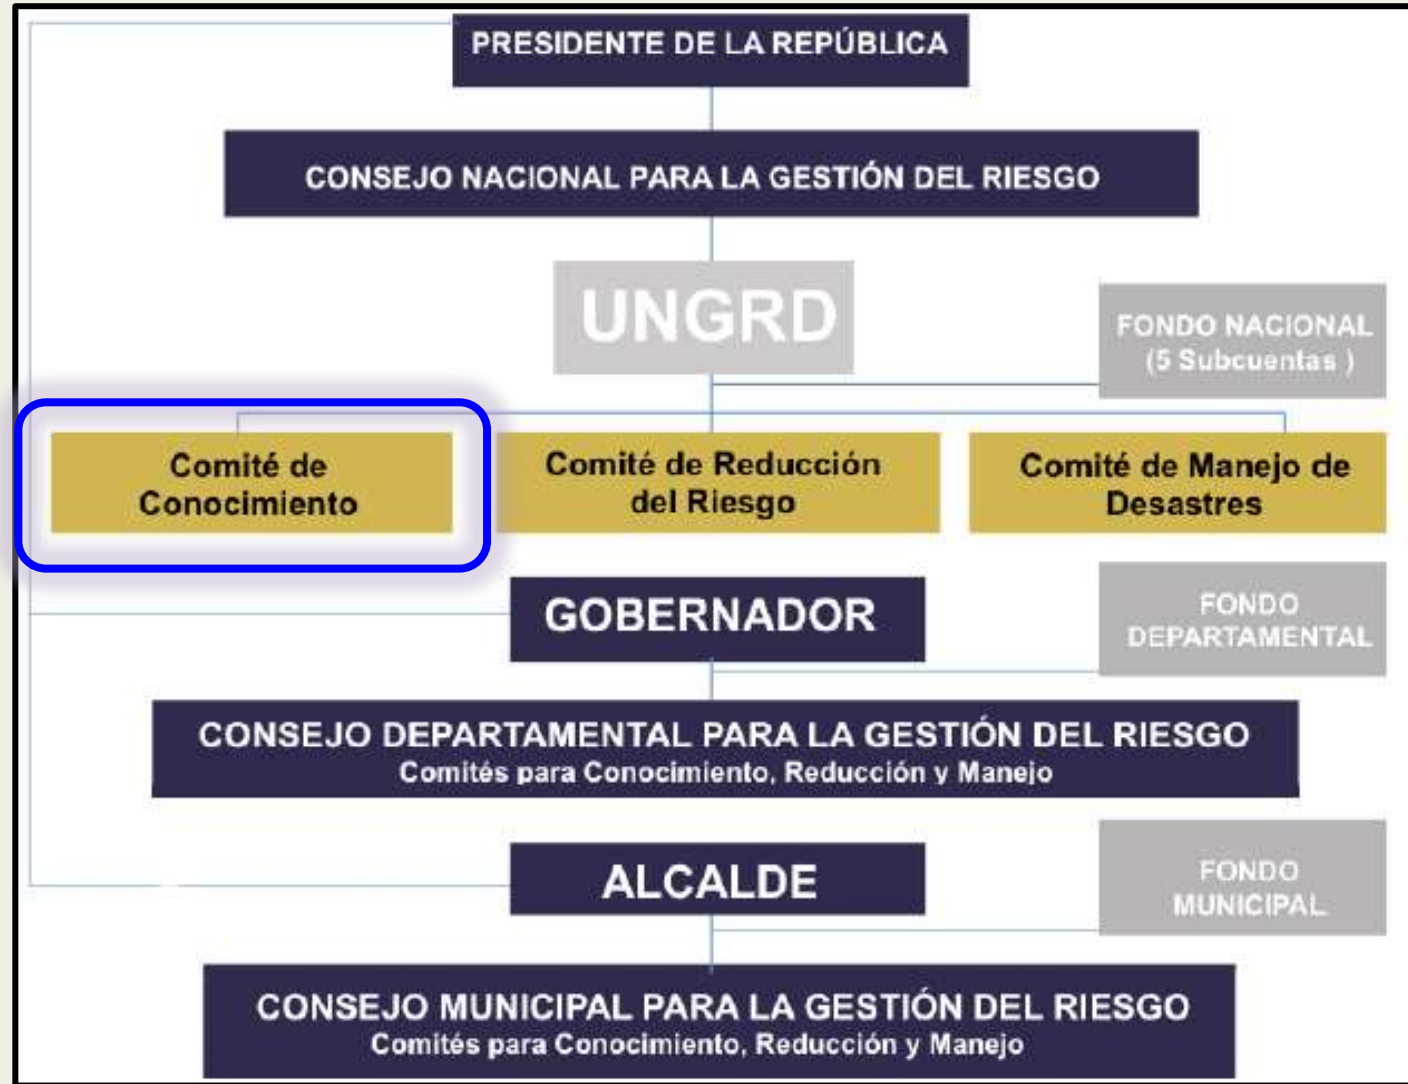 PRESIDENTE DE LA REPÚBLICA
CONSEJO NACIONAL PARA LA GESTIÓN DEL RIESGO
UNGRD
FONDO NACIONAL
(5 Subcuentas )
Comité de
Conocimiento
Comité de Reducción
del Riesgo
Comité de Manejo de
Desastres
GOBERNADOR
FONDO
DEPARTAMENTAL
CONSEJO DEPARTAMENTAL PARA LA GESTIÓN DEL RIESGO
Comités para Conocimiento, Reducción y Manejo
ALCALDE
FONDO
MUNICIPAL
CONSEJO MUNICIPAL PARA LA GESTIÓN DEL RIESGO
Comités para Conocimiento, Reducción y Manejo